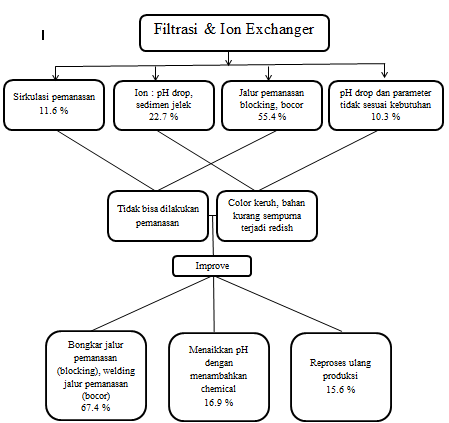 Filtrasi & Ion Exchanger
Sirkulasi pemanasan
11.6 %
Ion : pH drop,
sedimen jelek
22.7 %
Jalur pemanasan
blocking, bocor
55.4 %
pH drop dan parameter
tidak sesuai kebutuhan
10.3 %
Tidak bisa dilakukan
pemanasan
Color keruh, bahan
kurang sempurna
terjadi redish
Improve
Bongkar jalur
pemanasan
(blocking), welding
jalur pemanasan
(bocor)
67.4 %
Menaikkan pH
dengan
menambahkan
chemical
16.9 %
Reproses ulang
produksi
15.6 %